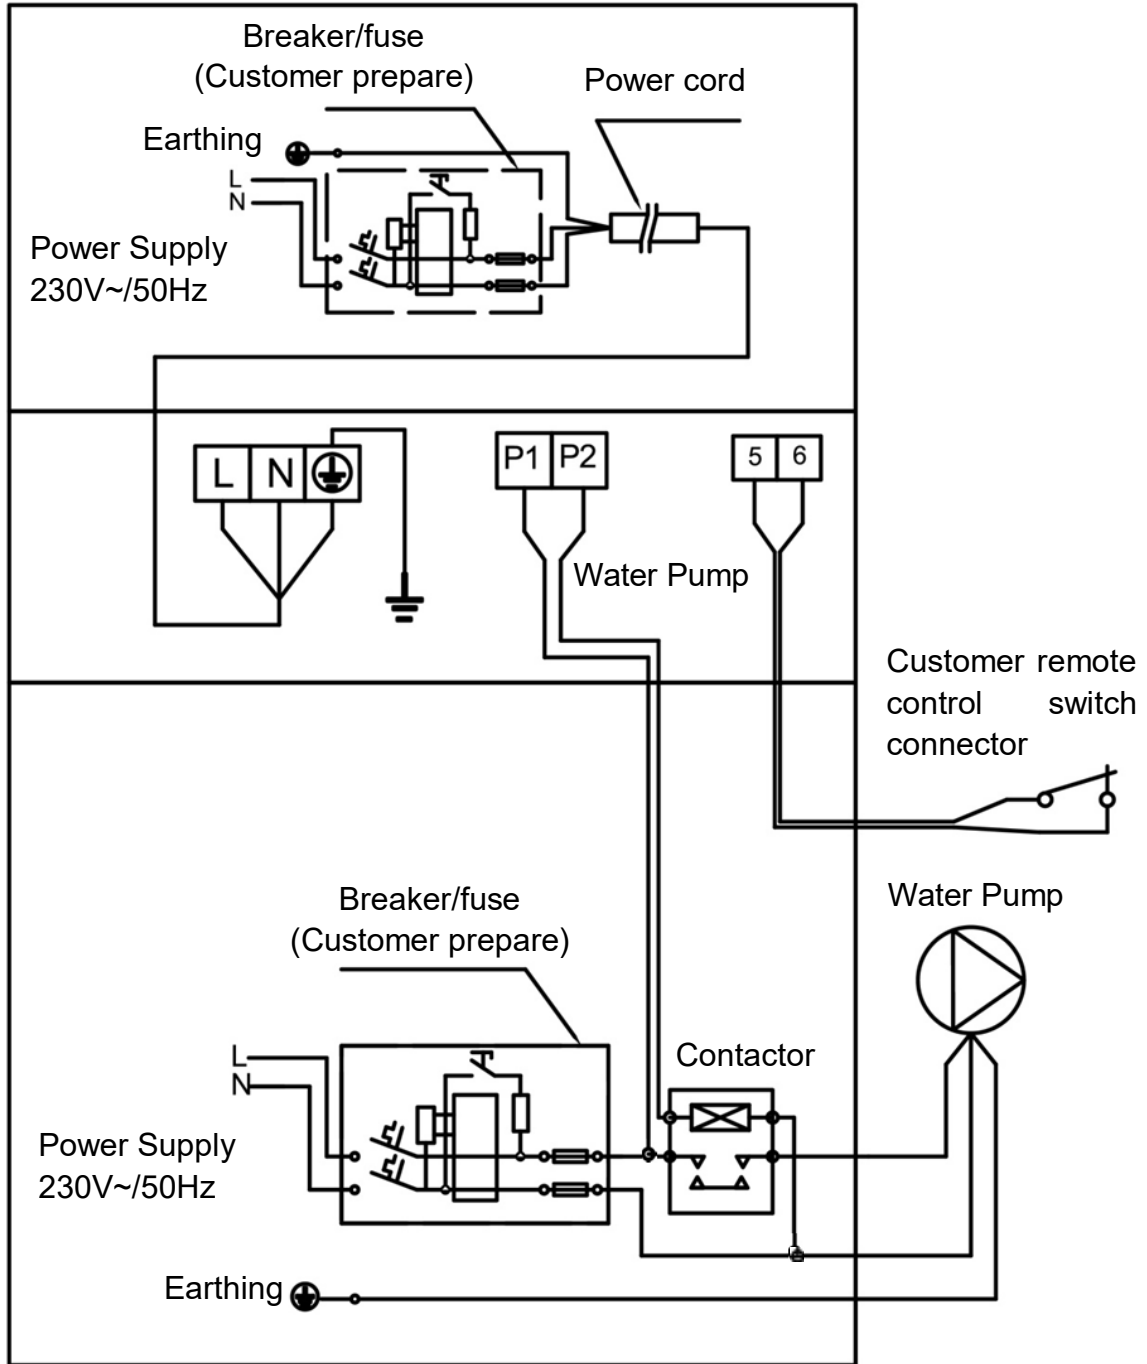 Breaker/fuse
(Customer prepare)
Power cord
Earthing
L
N
Power Supply
230V~/50Hz
L N
P1 P2
5 6
Water Pump
Customer remote
control switch
connector
Breaker/fuse
(Customer prepare)
Water Pump
Contactor
L
N
Power Supply
230V~/50Hz
Earthing